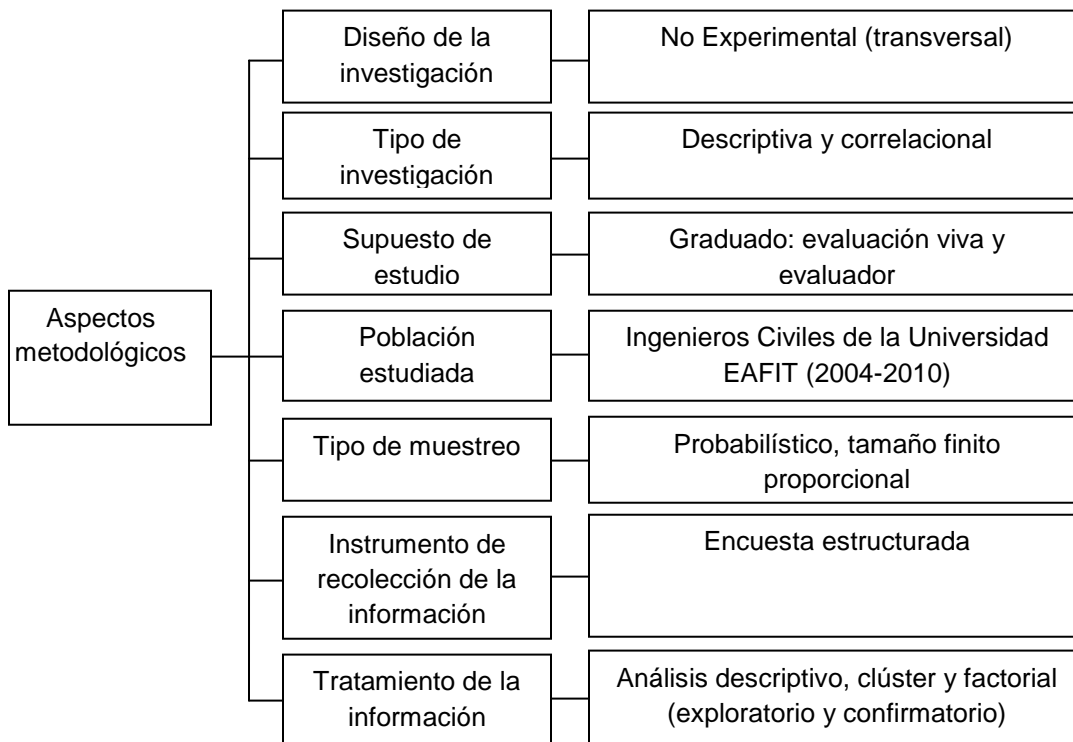 Diseño de la
investigación
No Experimental (transversal)
Tipo de
investigación
Descriptiva y correlacional
Supuesto de
estudio
Graduado: evaluación viva y
evaluador
Aspectos
metodológicos
Población
estudiada
Ingenieros Civiles de la Universidad
EAFIT (2004-2010)
Tipo de muestreo
Probabilístico, tamaño finito
proporcional
Instrumento de
recolección de la
información
Encuesta estructurada
Tratamiento de la
información
Análisis descriptivo, clúster y factorial
(exploratorio y confirmatorio)